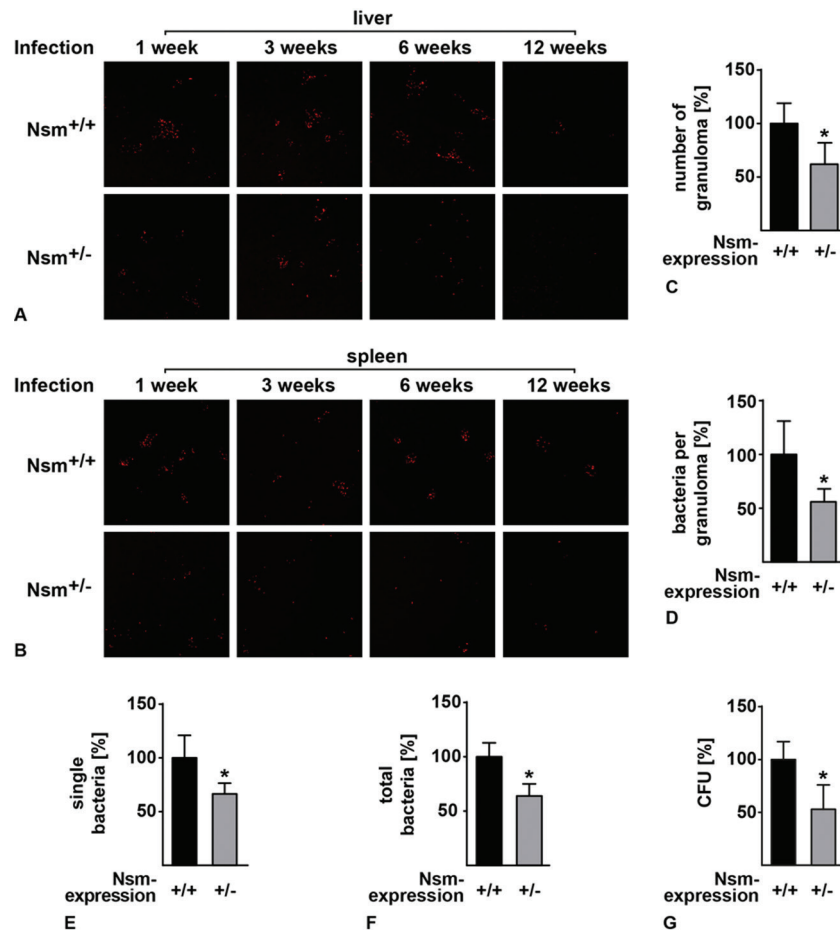 liver
Infection 1 week 3 weeks 6 weeks 12 weeks
Nsm+/+
Nsm+/-
A
number of
granuloma [%]
150
100
50
*
Nsm-
expression +/+ +/-
C
spleen
Infection 1 week 3 weeks 6 weeks 12 weeks
Nsm+/+
Nsm+/-
B
bacteria per
granuloma [%]
150
100
50
*
Nsm-
expression +/+ +/-
D
single
bacteria [%]
150
100
50
*
Nsm-
expression +/+ +/-
E
total
bacteria [%]
150
100
50
*
Nsm-
expression +/+ +/-
F
CFU [%]
150
100
50
*
Nsm-
expression +/+ +/-
G